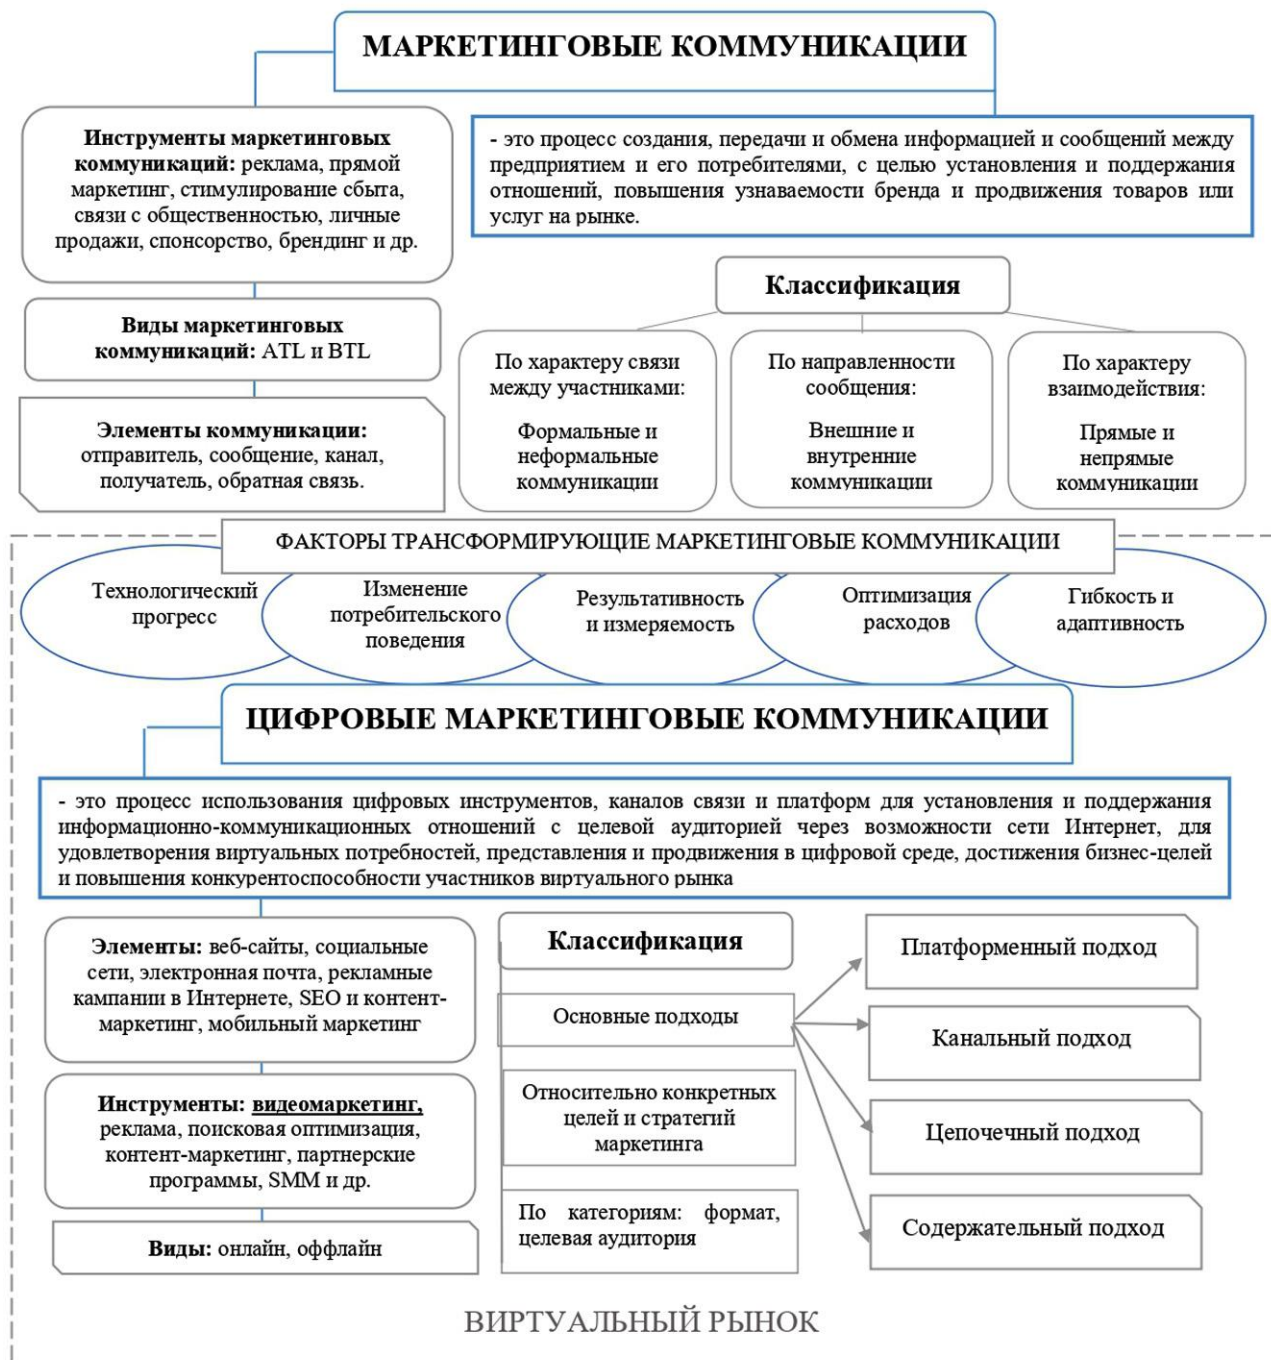 МАРКЕТИНГОВЫЕ КОММУНИКАЦИИ
Инструменты маркетинговых
коммуникаций: реклама, прямой
маркетинг, стимулирование сбыта,
связи с общественностью, личные
продажи, спонсорство, брендинг и др.
- это процесс создания, передачи и обмена информацией и сообщений между
предприятием и его потребителями, с целью установления и поддержания
отношений, повышения узнаваемости бренда и продвижения товаров или
услуг на рынке.
Виды маркетинговых
коммуникаций: ATL и BTL
Элементы коммуникации:
отправитель, сообщение, канал,
получатель, обратная связь.
Классификация
По характеру связи
между участниками:
Формальные и
неформальные
коммуникации
По направленности
сообщения:
Внешние и
внутренние
коммуникации
По характеру
взаимодействия:
Прямые и
непрямые
коммуникации
ФАКТОРЫ ТРАНСФОРМИРУЮЩИЕ МАРКЕТИНГОВЫЕ КОММУНИКАЦИИ
Технологический
прогресс
Изменение
потребительского
поведения
Результативность
и измеряемость
Оптимизация
расходов
Гибкость и
адаптивность
ЦИФРОВЫЕ МАРКЕТИНГОВЫЕ КОММУНИКАЦИИ
- это процесс использования цифровых инструментов, каналов связи и платформ для установления и поддержания
информационно-коммуникационных отношений с целевой аудиторией через возможности сети Интернет, для
удовлетворения виртуальных потребностей, представления и продвижения в цифровой среде, достижения бизнес-целей
и повышения конкурентоспособности участников виртуального рынка
Элементы: веб-сайты, социальные
сети, электронная почта, рекламные
кампании в Интернете, SEO и контент-
маркетинг, мобильный маркетинг
Инструменты: видеомаркетинг,
реклама, поисковая оптимизация,
контент-маркетинг, партнерские
программы, SMM и др.
Виды: онлайн, оффлайн
Классификация
Основные подходы
Относительно конкретных
целей и стратегий
маркетинга
По категориям: формат,
целевая аудитория
Платформенный подход
Канальный подход
Цепочечный подход
Содержательный подход
ВИРТУАЛЬНЫЙ РЫНОК